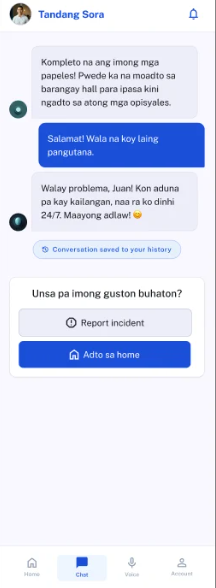 Tandang Sora
Kompleto na ang imong mga
papeles! Pwede ka na moadto sa
barangay hall para ipasa kini
ngadto sa atong mga opisyales.
Salamat! Wala na koy laing
pangutana.
Walay problema, Juan! Kon aduna
pa kay kailangan, naa ra ko dinhi
24/7. Maayong adlaw! 😊
Conversation saved to your history
Unsa pa imong guston buhaton?
Report incident
Adto sa home
Home
Chat
Voice
Account